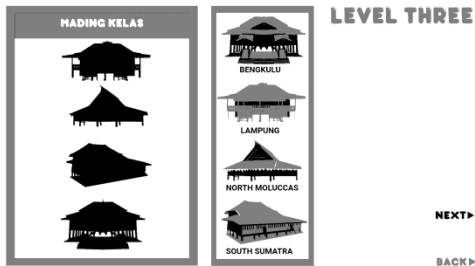 MADING KELAS
LEVEL THREE
BENGKULU
LAMPUNG
NORTH MOLUCCAS
SOUTH SUMATRA
NEXT
BACK